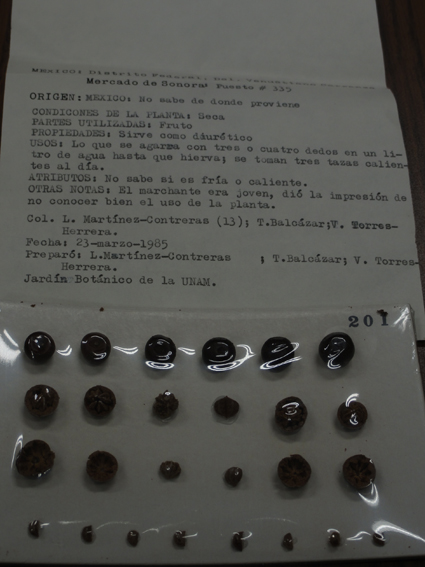 MEXICO: Distrito Federal,
Mercado de Sonora: Puesto # 335
ORIGEN: MEXICO: No sabe de donde proviene
CONDICONES DE LA PLANTA: Seca
PARTES UTILIZADAS: Fruto
PROPIEDADES: Sirve como diurético
USOS: Lo que se agarra con tres o cuatro dedos en un li-
tro de agua hasta que hierva; se toman tres tazas calien-
tes al día.
ATRIBUTOS: No sabe si es fría o caliente.
OTRAS NOTAS: El marchante era joven, dió la impresión de
no conocer bien el uso de la planta.
Col. L. Martínez-Contreras (13); T.Balcázar;V. Torres-
Herrera.
Fecha: 23-marzo-1985
Preparó: L.Martínez-Contreras ; T.Balcázar; V. Torres-
Herrera.
Jardín Botánico de la UNAM.
201